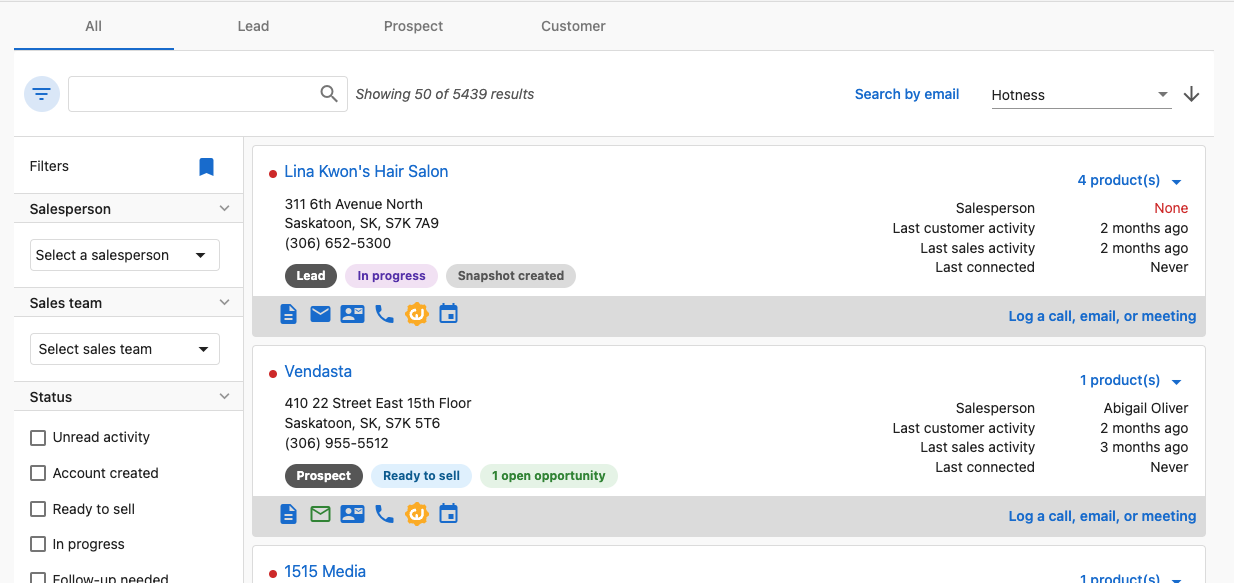 All
Lead
Prospect
Customer
Showing 50 of 5439 results
Search by email
Hotness
Filters
Salesperson
Select a salesperson
Sales team
Select sales team
Status
Unread activity
Account created
Ready to sell
In progress
Follow-up needed
Lina Kwon's Hair Salon
4 product(s)
311 6th Avenue North
Saskatoon, SK, S7K 7A9
(306) 652-5300
Salesperson None
Last customer activity 2 months ago
Last sales activity 2 months ago
Last connected Never
Lead In progress Snapshot created
Log a call, email, or meeting
Vendasta
1 product(s)
410 22 Street East 15th Floor
Saskatoon, SK, S7K 5T6
(306) 955-5512
Salesperson Abigail Oliver
Last customer activity 2 months ago
Last sales activity 3 months ago
Last connected Never
Prospect Ready to sell 1 open opportunity
Log a call, email, or meeting
1515 Media
1 product(s)